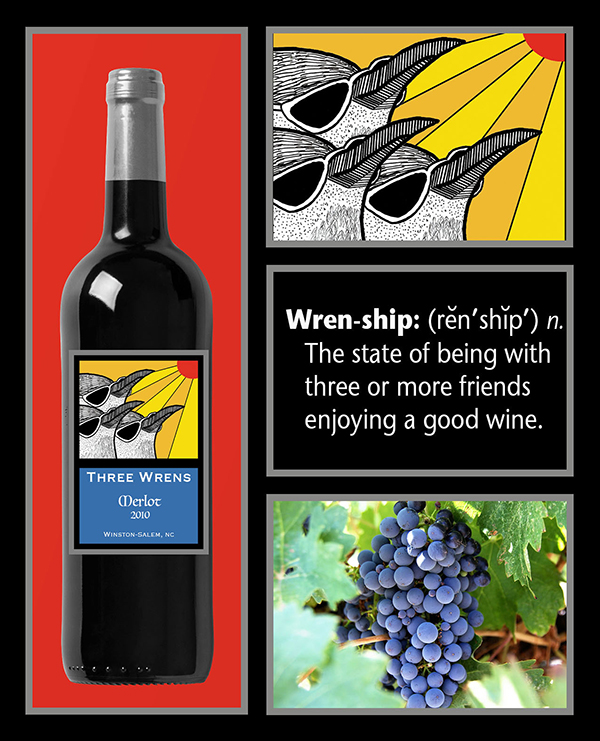 THREE WRENS
Merlot
2010
WINSTON-SALEM, NC
Wren-ship: (rĕn′shĭp′) n.
The state of being with
three or more friends
enjoying a good wine.